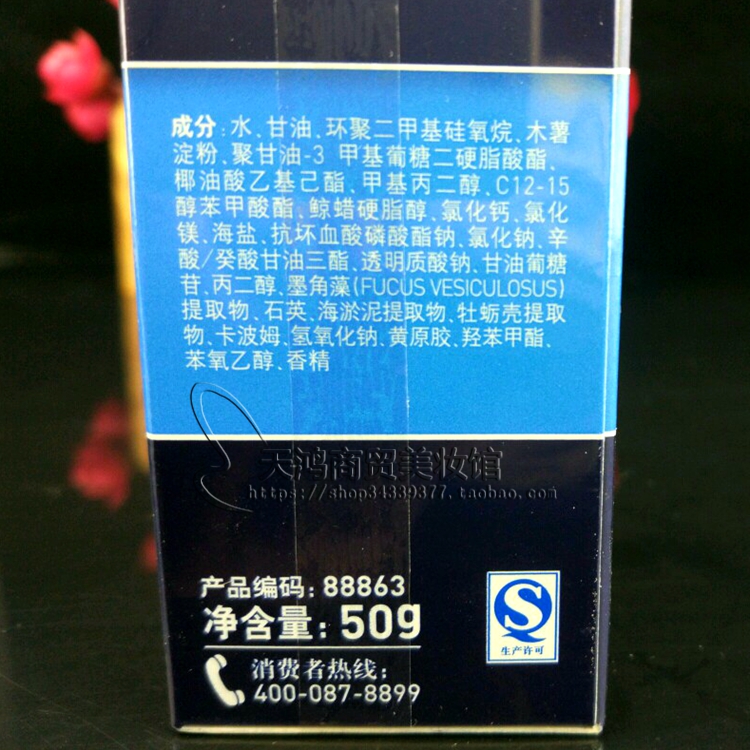 成分:水、甘油、环聚二甲基硅氧烷、木薯
淀粉、聚甘油-3 甲基葡糖二硬脂酸酯、
椰油酸乙基己酯、甲基丙二醇、C12-15
醇苯甲酸酯、鲸蜡硬脂醇、氯化钙、氯化
镁、海盐、抗坏血酸磷酸酯钠、氯化钠、辛
酸/癸酸甘油三酯、透明质酸钠、甘油葡糖
苷、丙二醇、墨角藻(FUCUS VESICULOSUS)
提取物、石英、海淤泥提取物、牡蛎壳提取
物、卡波姆、氢氧化钠、黄原胶、羟苯甲酯、
苯氧乙醇、香精
天鸿商贸美妆馆
https://shop34339377.taobao.com
产品编码:88863
净含量:50g
生产许可
消费者热线:
400-087-8899